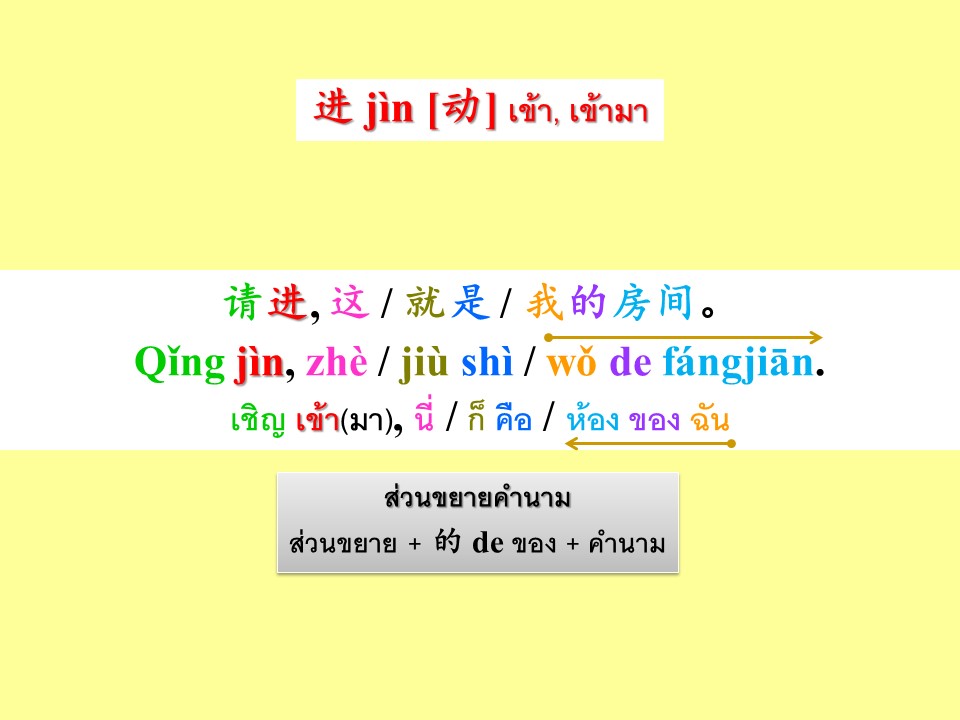 进 jìn [动] เข้า, เข้ามา
请进, 这 / 就是 / 我的房间。
Qǐng jìn, zhè / jiù shì / wǒ de fángjiān.
เชิญ เข้า(มา), นี่ / ก็ คือ / ห้อง ของ ฉัน
ส่วนขยายคำนาม
ส่วนขยาย + 的 de ของ + คำนาม